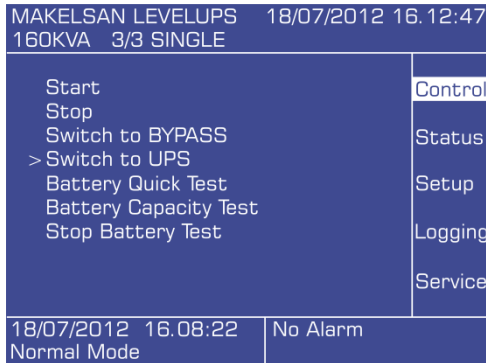 MAKELSAN LEVELUPS 18/07/2012 16.12:47
160KVA 3/3 SINGLE
Start
Stop
Switch to BYPASS
> Switch to UPS
Battery Quick Test
Battery Capacity Test
Stop Battery Test
Control
Status
Setup
Logging
Service
18/07/2012 16.08:22 No Alarm
Normal Mode